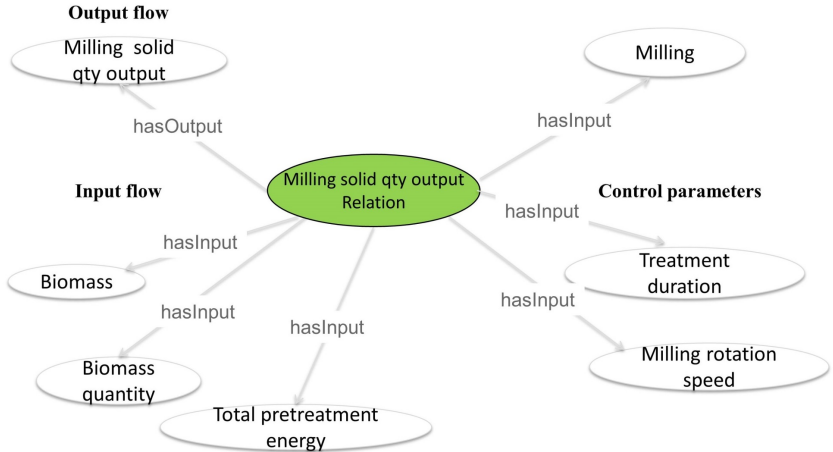 Output flow
Milling solid
qty output
Milling
hasOutput
hasInput
Milling solid qty output
Relation
Input flow
Control parameters
hasInput
hasInput
Biomass
Treatment
duration
hasInput
hasInput
hasInput
Biomass
quantity
Milling rotation
speed
Total pretreatment
energy